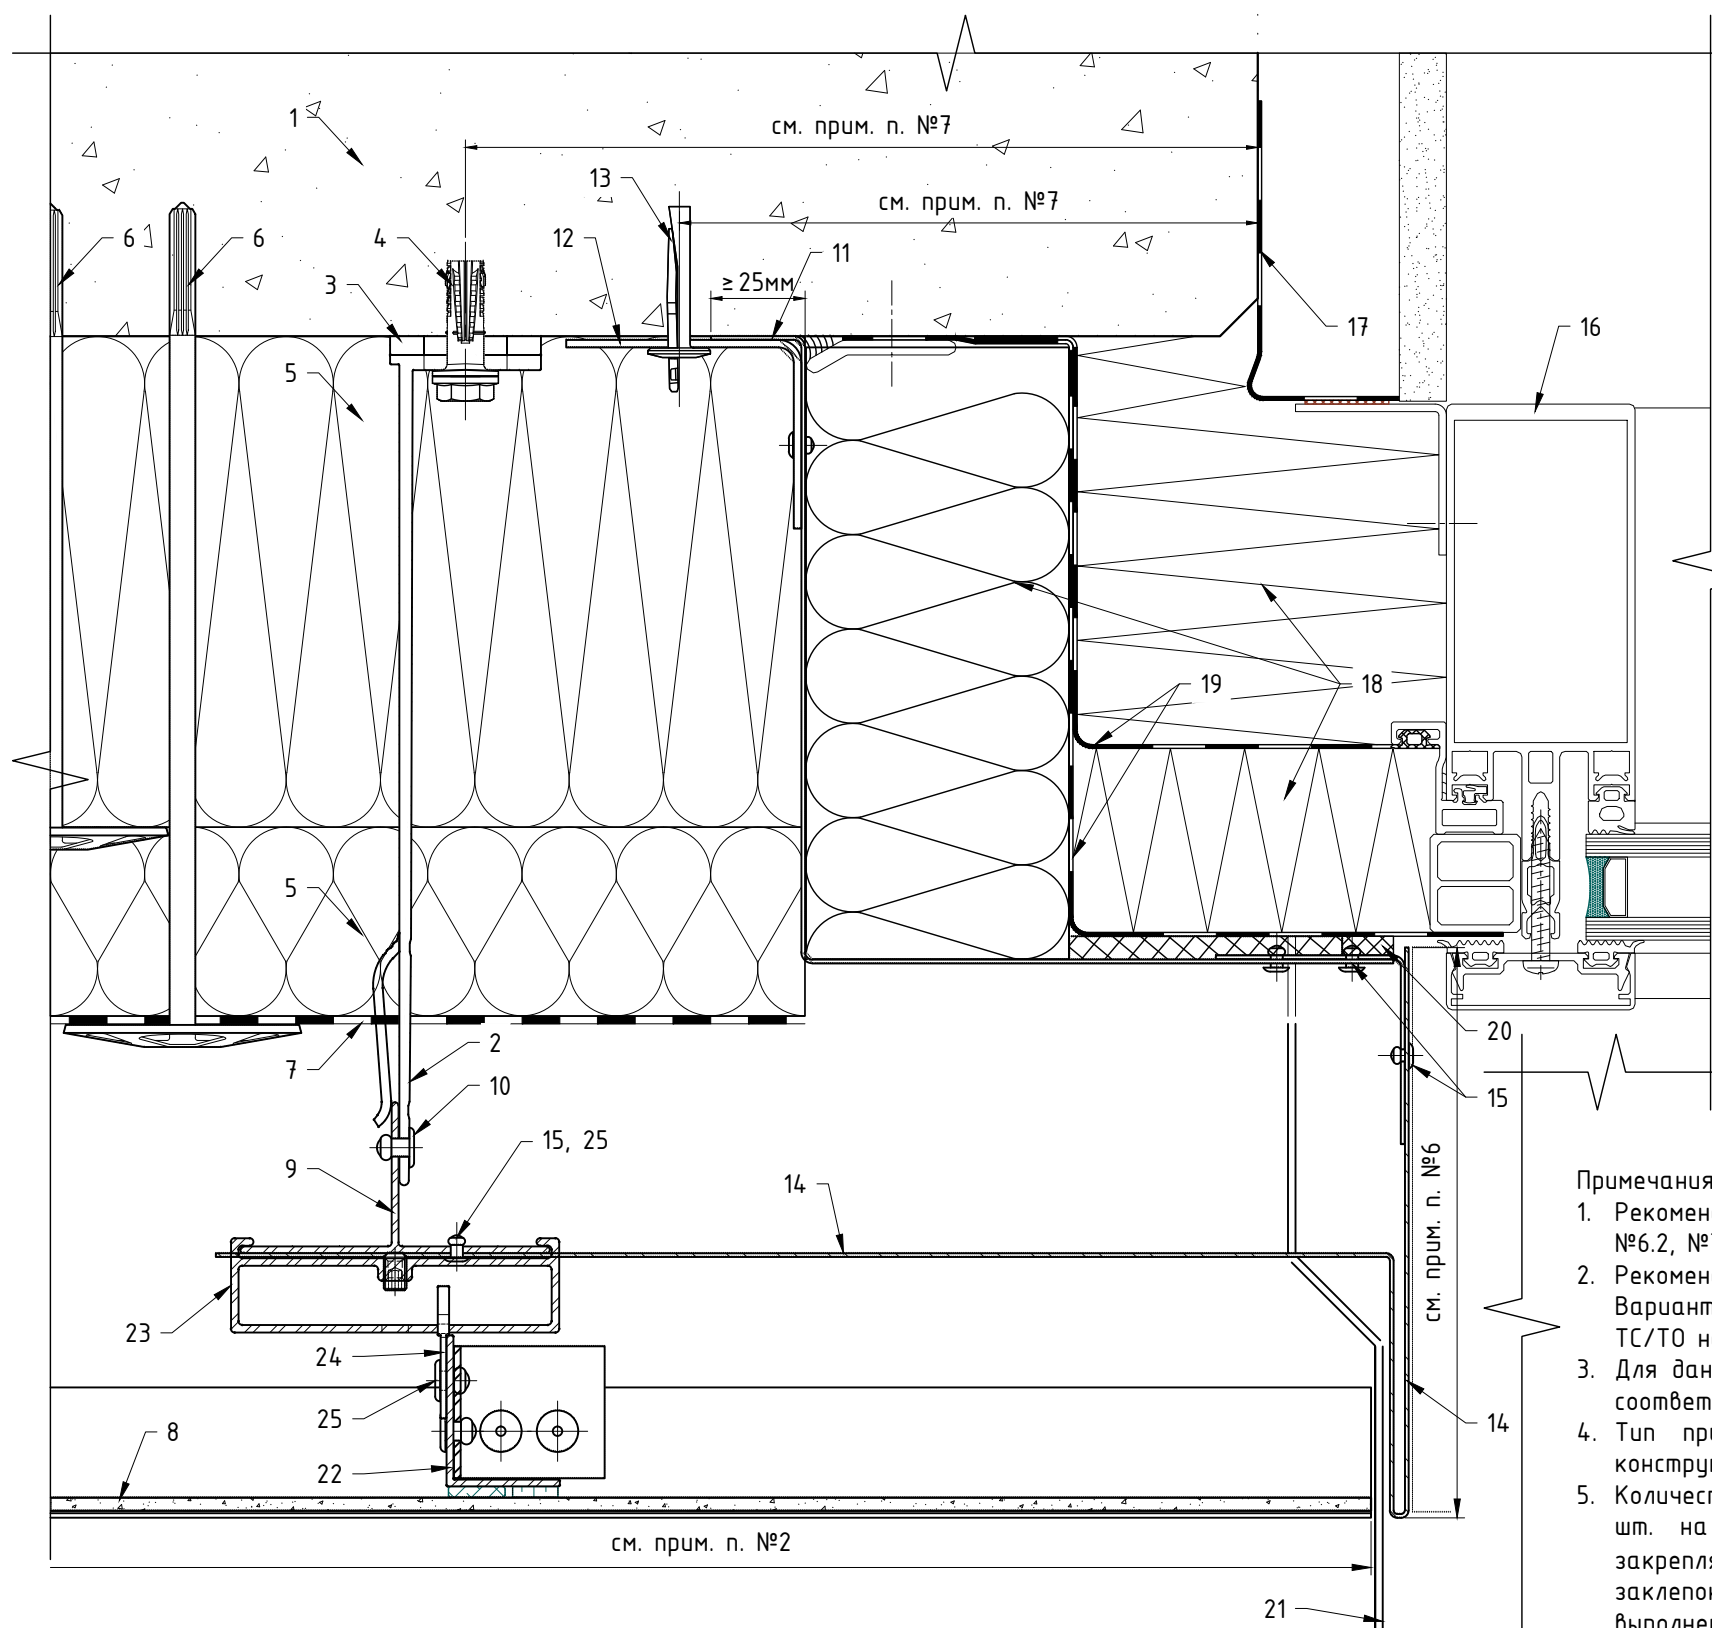 1
см. прим. п. №7
13
см. прим. п. №7
6
6
4
12
11
3
≥ 25мм
17
16
5
19
18
5
20
2
7
10
15
15, 25
9
14
см. прим. п. №6
23
24
25
14
8
22
см. прим. п. №2
21
Примечания
1. Рекомен
№6.2, №
2. Рекомен
Вариант
ТС/ТО н
3. Для дан
соответ
4. Тип при
конструк
5. Количест
шт. на
закрепля
заклепок
выполнен